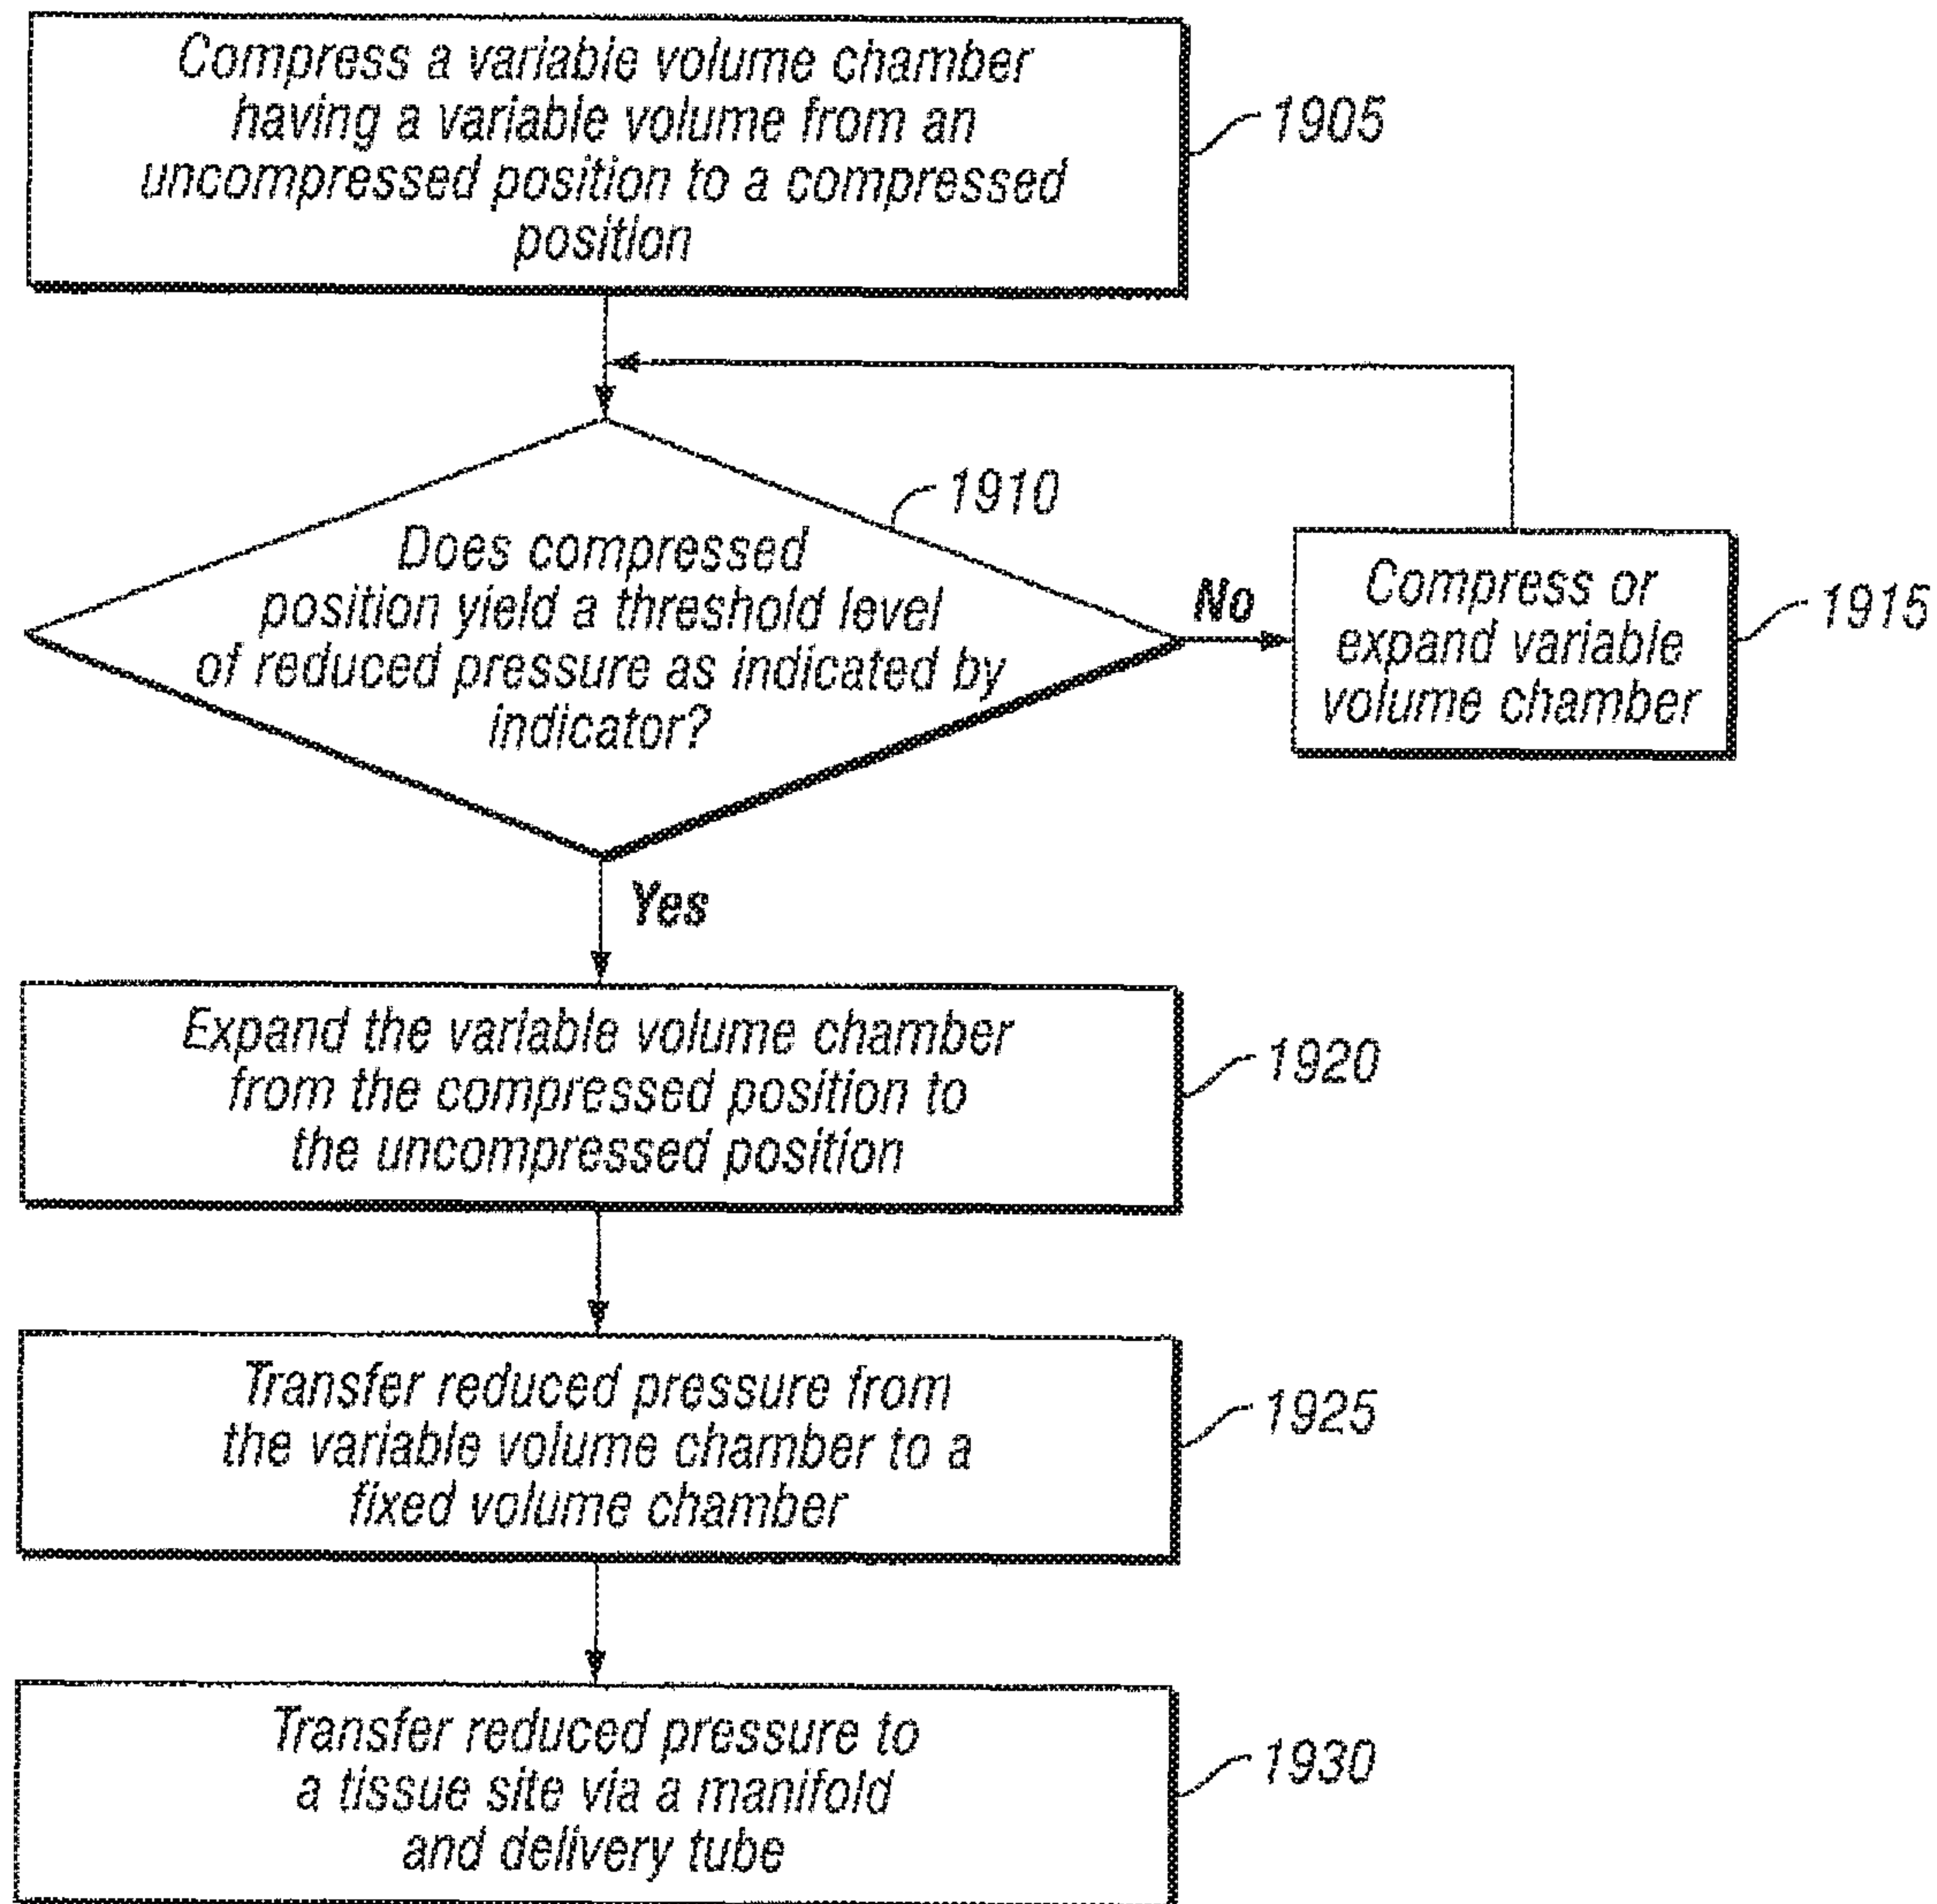 Compress a variable volume chamber
having a variable volume from an
uncompressed position to a compressed
position
1905
1910
Does compressed
position yield a threshold level
of reduced pressure as indicated by
indicator?
No
Compress or
expand variable
volume chamber
1915
Yes
Expand the variable volume chamber
from the compressed position to
the uncompressed position
1920
Transfer reduced pressure from
the variable volume chamber to a
fixed volume chamber
1925
Transfer reduced pressure to
a tissue site via a manifold
and delivery tube
1930